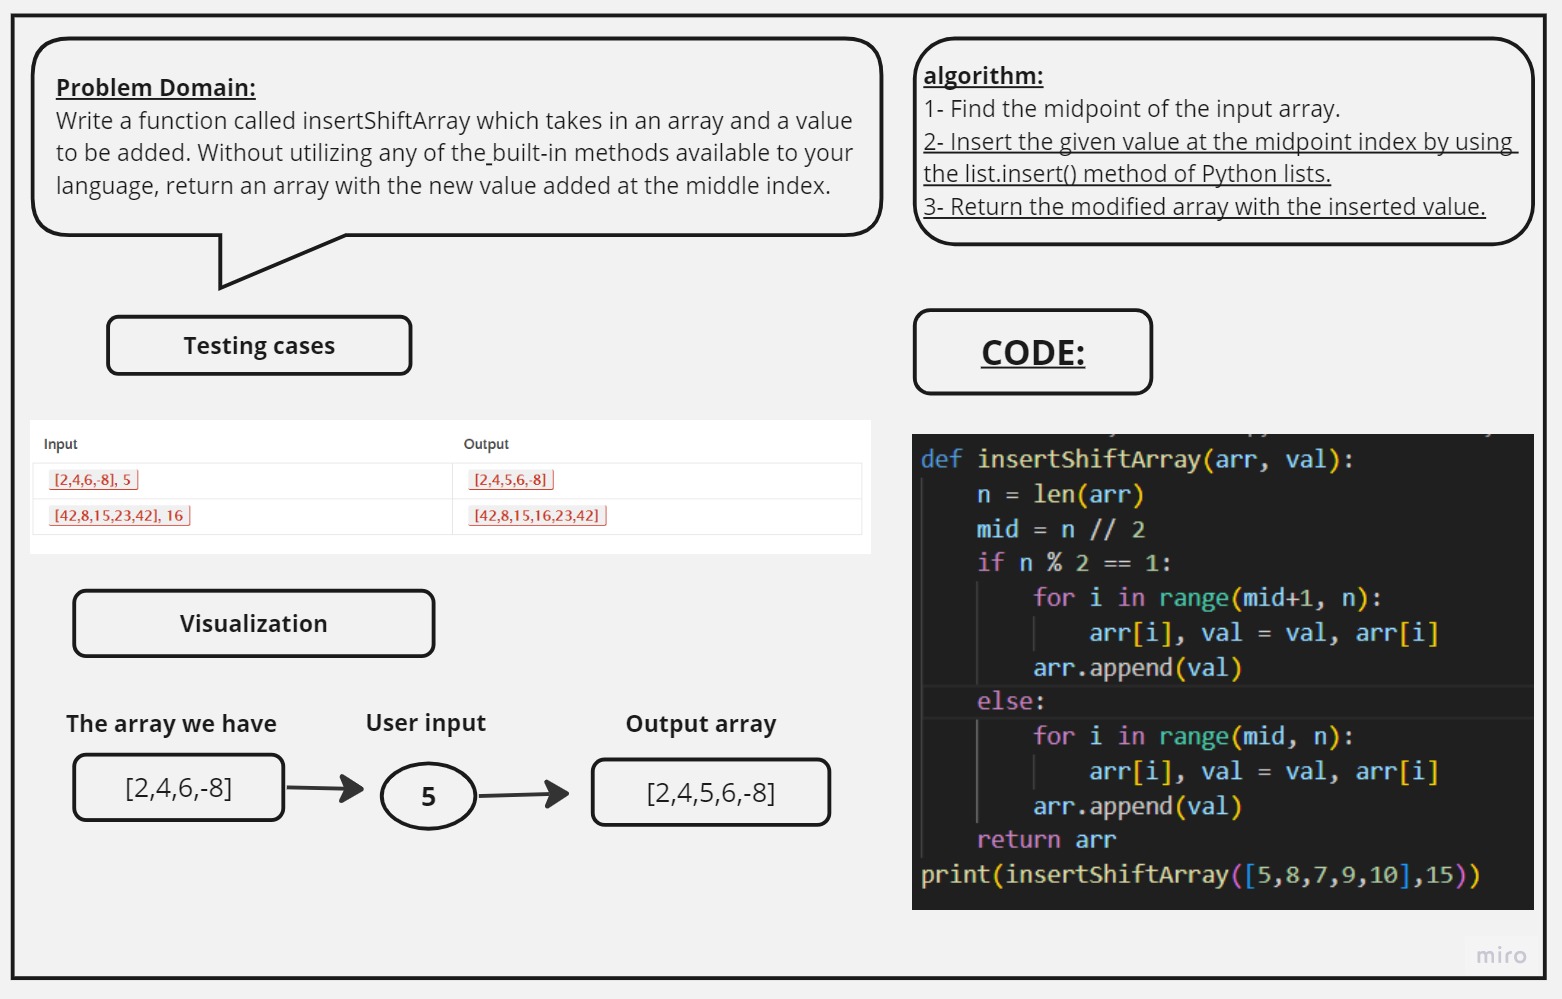 Problem Domain:
Write a function called insertShiftArray which takes in an array and a value
to be added. Without utilizing any of the built-in methods available to your
language, return an array with the new value added at the middle index.
algorithm:
1- Find the midpoint of the input array.
2- Insert the given value at the midpoint index by using
the list.insert() method of Python lists.
3- Return the modified array with the inserted value.
Testing cases
Input Output
[2,4,6,-8], 5 [2,4,5,6,-8]
[42,8,15,23,42], 16 [42,8,15,16,23,42]
Visualization
The array we have User input Output array
[2,4,6,-8] 5 [2,4,5,6,-8]
CODE:
def insertShiftArray(arr, val):
    n = len(arr)
    mid = n // 2
    if n % 2 == 1:
        for i in range(mid+1, n):
            arr[i], val = val, arr[i]
        arr.append(val)
    else:
        for i in range(mid, n):
            arr[i], val = val, arr[i]
        arr.append(val)
    return arr
print(insertShiftArray([5,8,7,9,10],15))
miro